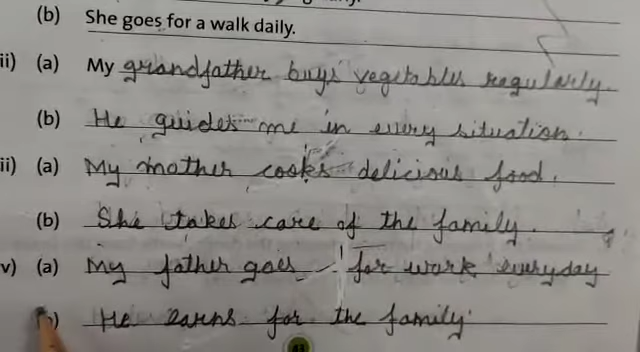 (b) She goes for a walk daily.
ii) (a) My grandfather buys vegetables regularly.
(b) He guides me in every situation.
ii) (a) My mother cooks delicious food.
(b) She takes care of the family.
v) (a) My father goes for work everyday
He earns for the family.
43